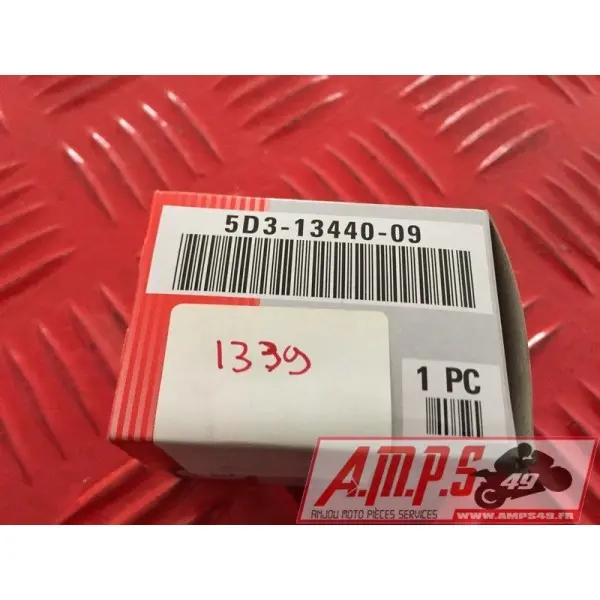 5D3-13440-09
1339
1 PC
A.M.P.S
49
ANJOU MOTO PIÈCES SERVICES
WWW.AMPS49.FR